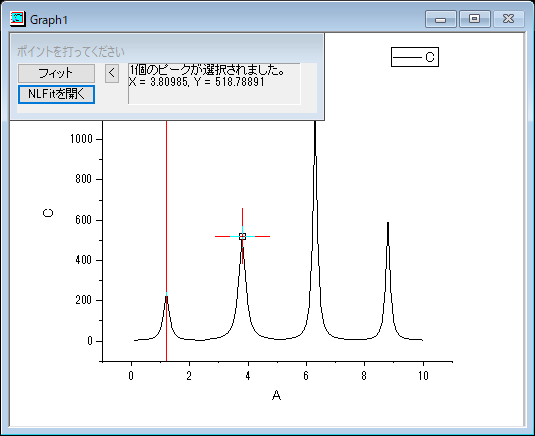 Graph1
ポイントを打ってください
フィット
<
1個のピークが選択されました。
X = 3.80985, Y = 518.78891
NLFitを開く
C
1000
800
600
400
200
0
C
0
2
4
6
8
10
A